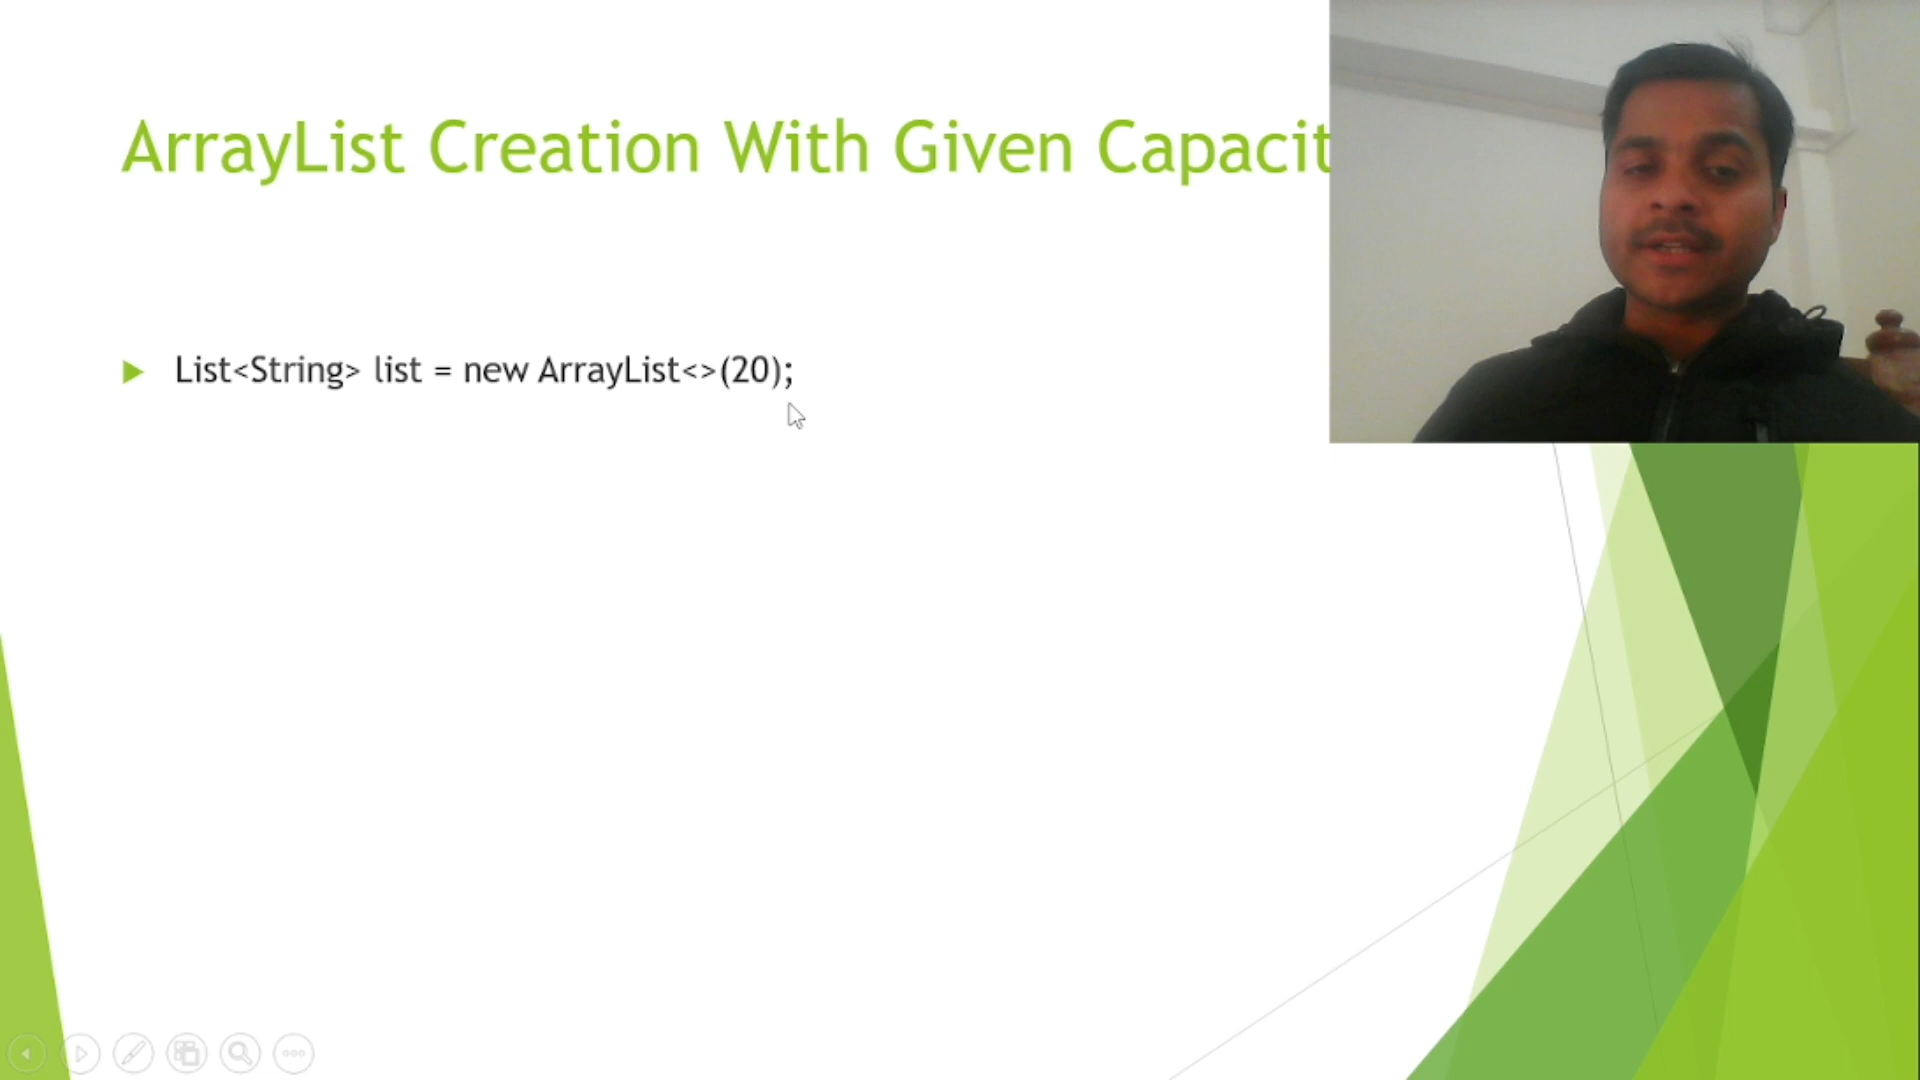 ArrayList Creation With Given Capacit
List<String> list = new ArrayList<>(20);